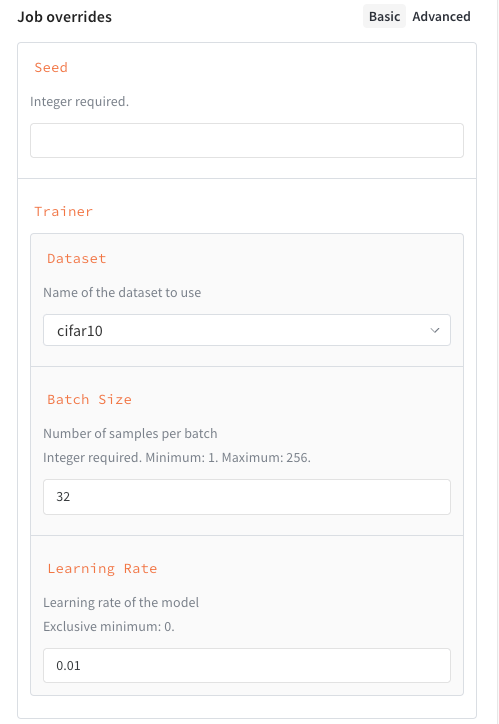 Job overrides Basic Advanced
Seed
Integer required.
Trainer
Dataset
Name of the dataset to use
cifar10
Batch Size
Number of samples per batch
Integer required. Minimum: 1. Maximum: 256.
32
Learning Rate
Learning rate of the model
Exclusive minimum: 0.
0.01